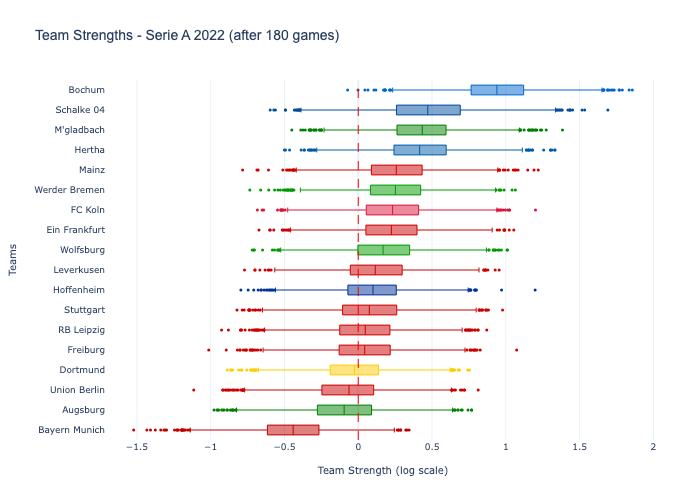 Team Strengths - Serie A 2022 (after 180 games)
Bochum
Schalke 04
M'gladbach
Hertha
Mainz
Werder Bremen
FC Koln
Ein Frankfurt
Wolfsburg
Leverkusen
Hoffenheim
Stuttgart
RB Leipzig
Freiburg
Dortmund
Union Berlin
Augsburg
Bayern Munich
Teams
−1.5 −1 −0.5 0 0.5 1 1.5 2
Team Strength (log scale)